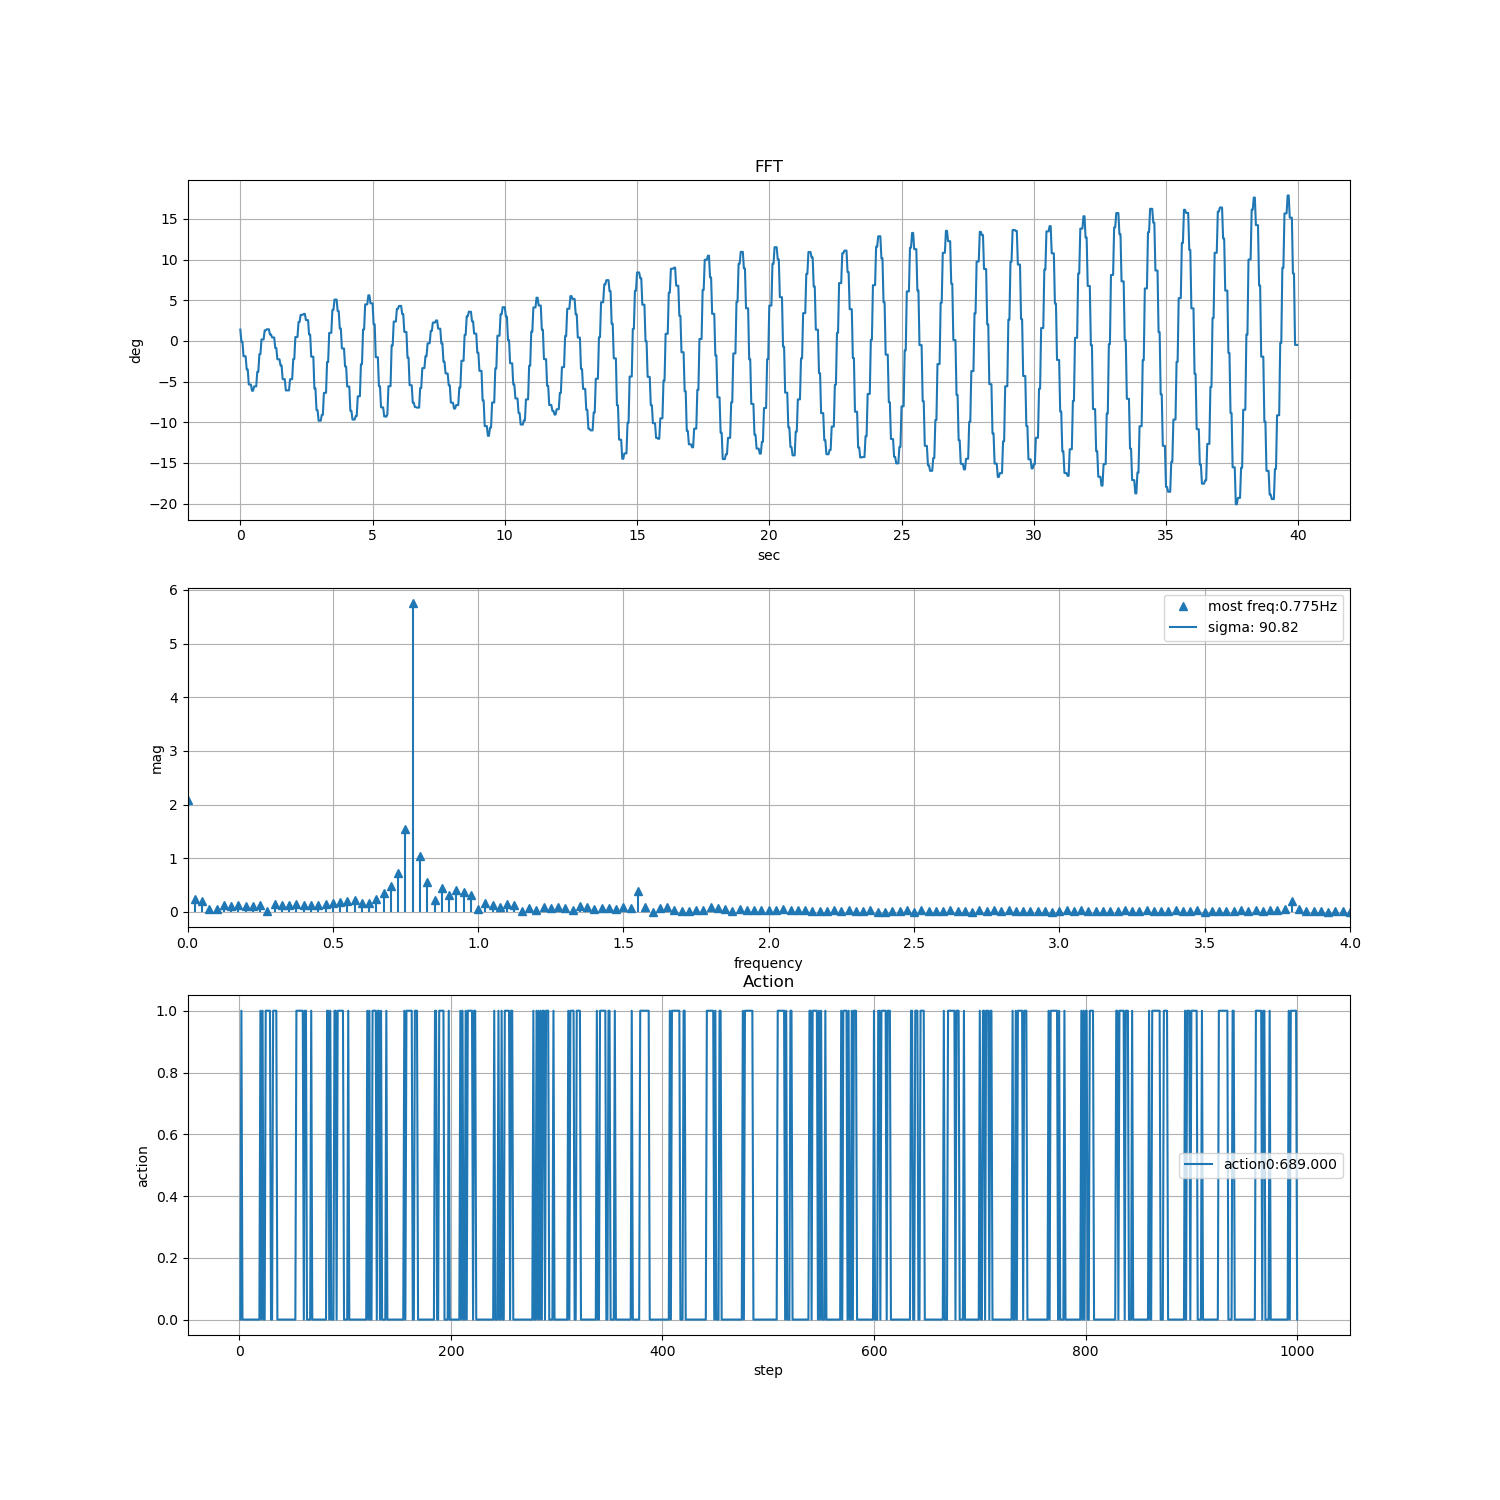 FFT
15
10
5
0
−5
−10
−15
−20
deg
0 5 10 15 20 25 30 35 40
sec
6
5
4
3
2
1
0
mag
most freq:0.775Hz
sigma: 90.82
0.0 0.5 1.0 1.5 2.0 2.5 3.0 3.5 4.0
frequency
Action
1.0
0.8
0.6
0.4
0.2
0.0
action
action0:689.000
0 200 400 600 800 1000
step